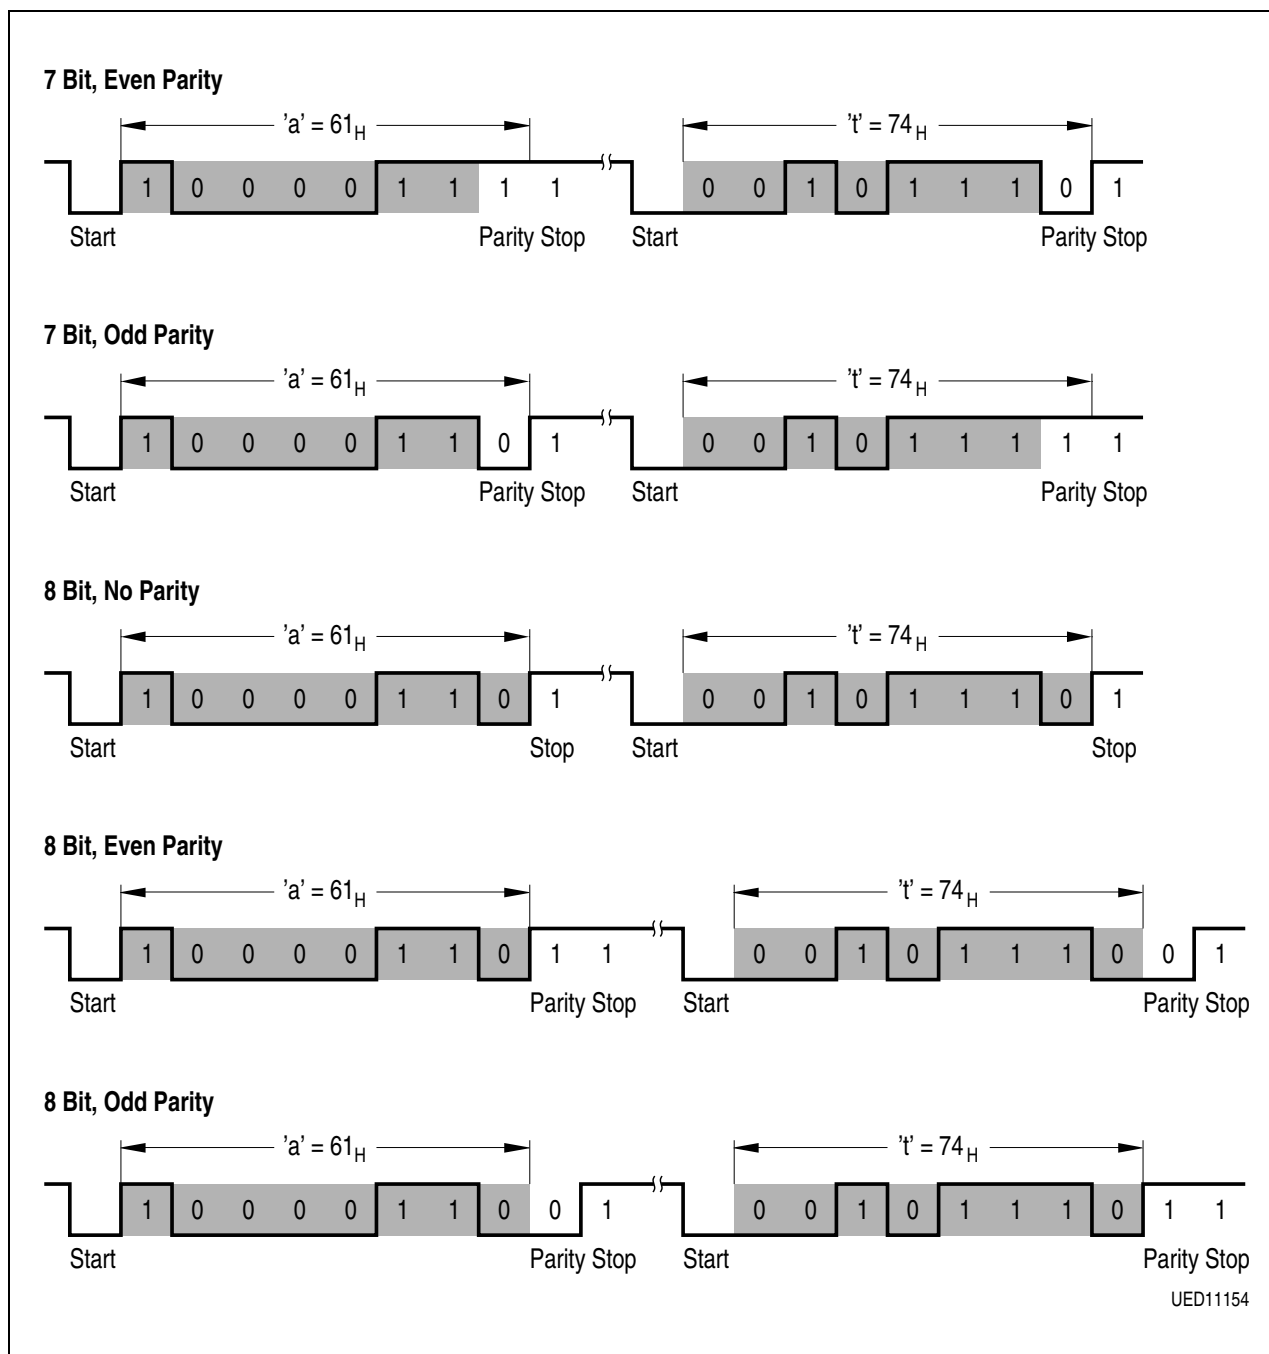 7 Bit, Even Parity
'a' = 61H 't' = 74H
1 0 0 0 0 1 1 1 1 0 0 1 0 1 1 1 0 1
Start Parity Stop Start Parity Stop
7 Bit, Odd Parity
'a' = 61H 't' = 74H
1 0 0 0 0 1 1 0 1 0 0 1 0 1 1 1 1 1
Start Parity Stop Start Parity Stop
8 Bit, No Parity
'a' = 61H 't' = 74H
1 0 0 0 0 1 1 0 1 0 0 1 0 1 1 1 0 1
Start Stop Start Stop
8 Bit, Even Parity
'a' = 61H 't' = 74H
1 0 0 0 0 1 1 0 1 1 0 0 1 0 1 1 1 0 0 1
Start Parity Stop Start Parity Stop
8 Bit, Odd Parity
'a' = 61H 't' = 74H
1 0 0 0 0 1 1 0 0 1 0 0 1 0 1 1 1 0 1 1
Start Parity Stop Start Parity Stop
UED11154